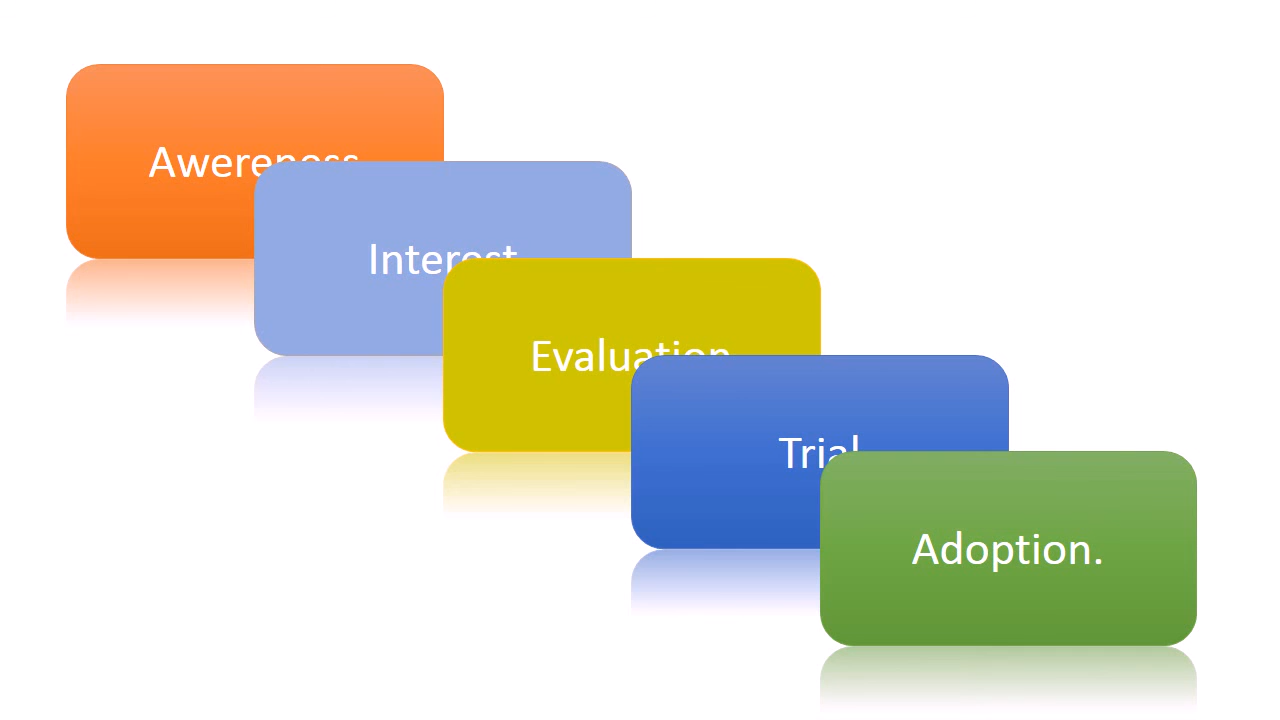 Awereness
Interest
Evaluation
Trial
Adoption.